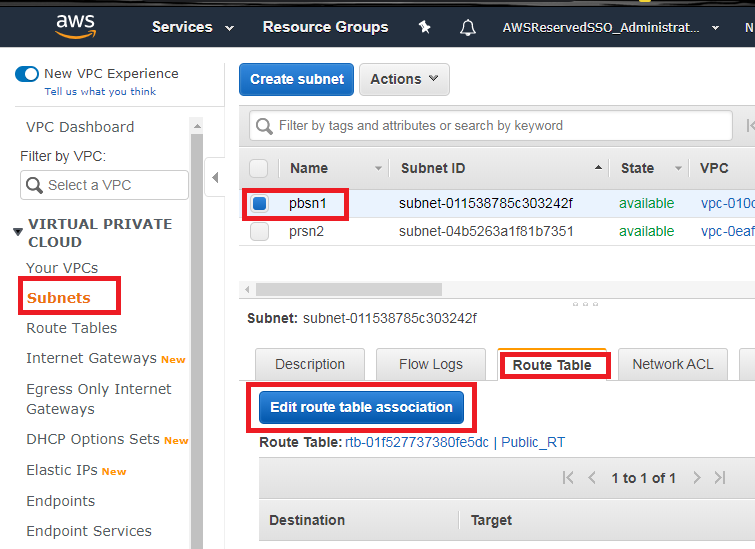 aws Services Resource Groups AWSReservedSSO_Administrat... N
New VPC Experience
Tell us what you think
VPC Dashboard
Filter by VPC:
Select a VPC
VIRTUAL PRIVATE
CLOUD
Your VPCs
Subnets
Route Tables
Internet Gateways New
Egress Only Internet
Gateways
DHCP Options Sets New
Elastic IPs New
Endpoints
Endpoint Services
Create subnet Actions
Filter by tags and attributes or search by keyword
Name Subnet ID State VPC
pbsn1 subnet-011538785c303242f available vpc-010c
prsn2 subnet-04b5263a1f81b7351 available vpc-0eaf
Subnet: subnet-011538785c303242f
Description Flow Logs Route Table Network ACL
Edit route table association
Route Table: rtb-01f527737380fe5dc | Public_RT
1 to 1 of 1
Destination Target